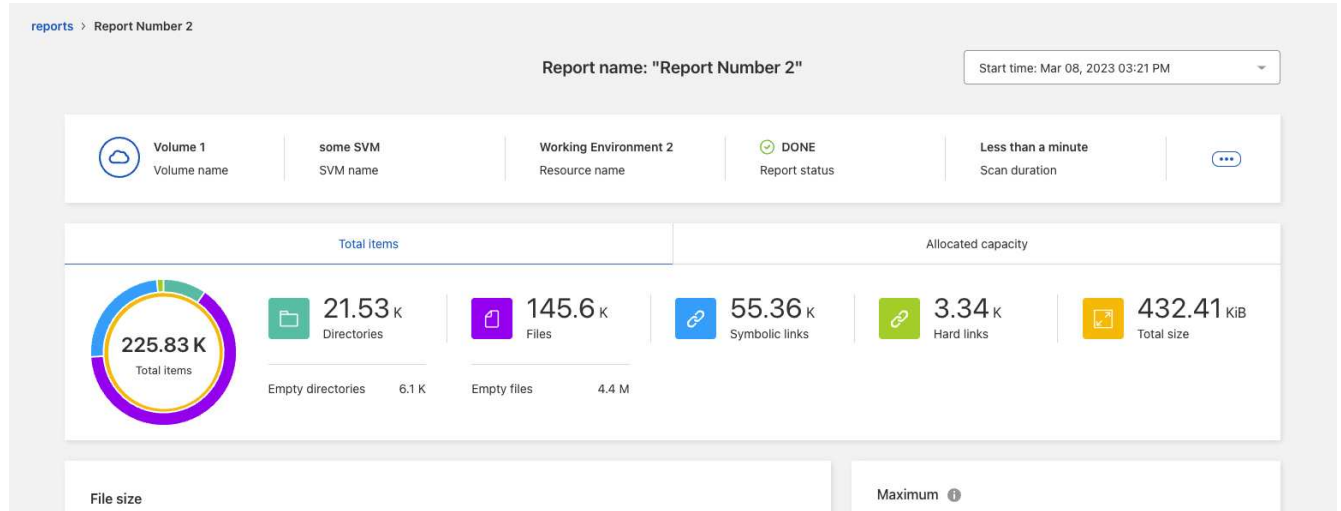 reports > Report Number 2
Report name: "Report Number 2"
Start time: Mar 08, 2023 03:21 PM
Volume 1
Volume name
some SVM
SVM name
Working Environment 2
Resource name
DONE
Report status
Less than a minute
Scan duration
Total items
Allocated capacity
225.83 K
Total items
21.53 K
Directories
Empty directories 6.1 K
145.6 K
Files
Empty files 4.4 M
55.36 K
Symbolic links
3.34 K
Hard links
432.41 KiB
Total size
File size
Maximum